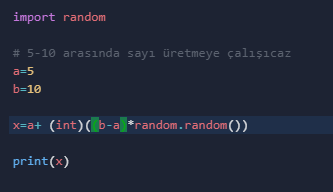 import random
# 5-10 arasında sayı üretmeye çalışıcaz
a=5
b=10
x=a+ (int)((b-a)*random.random())
print(x)